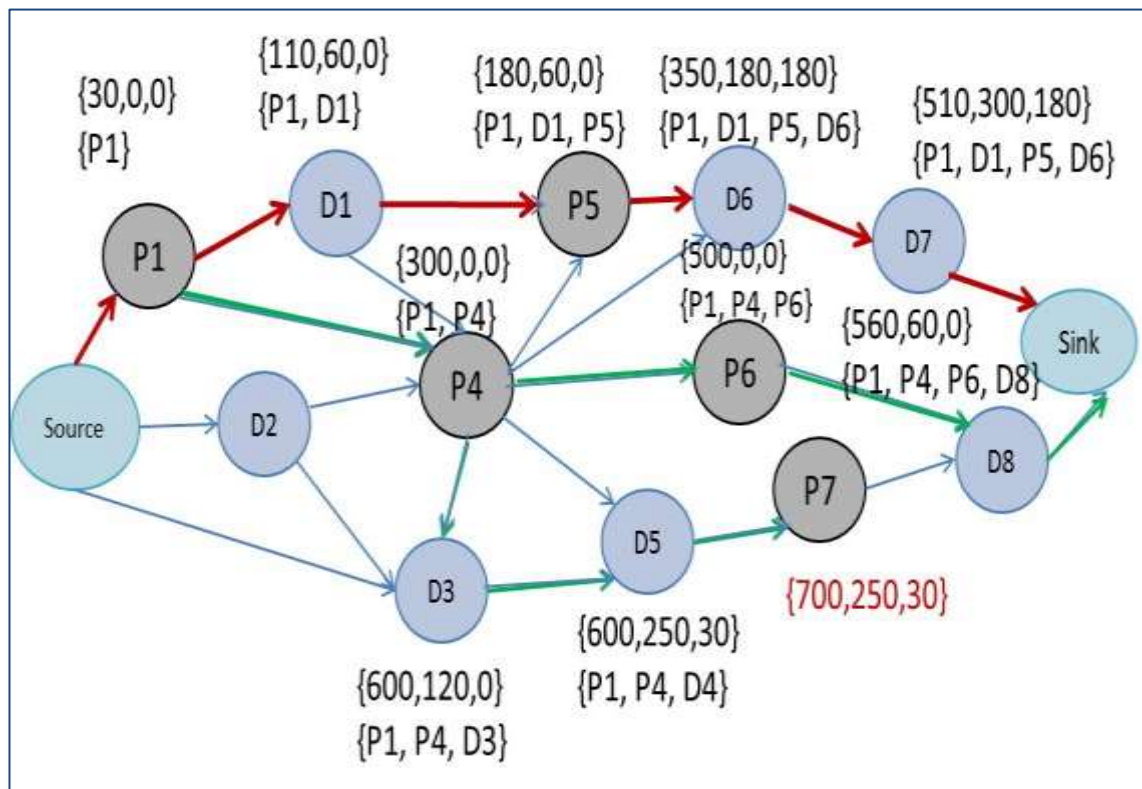 {110,60,0}
{P1, D1}
{180,60,0}
{P1, D1, P5}
{350,180,180}
{P1, D1, P5, D6}
{510,300,180}
{P1, D1, P5, D6}
{30,0,0}
{P1}
D1
P5
D6
D7
P1
{300,0,0}
{P1, P4}
{500,0,0}
{P1, P4, P6}
{560,60,0}
{P1, P4, P6, D8}
Sink
Source
D2
P4
P6
D8
P7
D3
D5
{700,250,30}
{600,250,30}
{P1, P4, D4}
{600,120,0}
{P1, P4, D3}